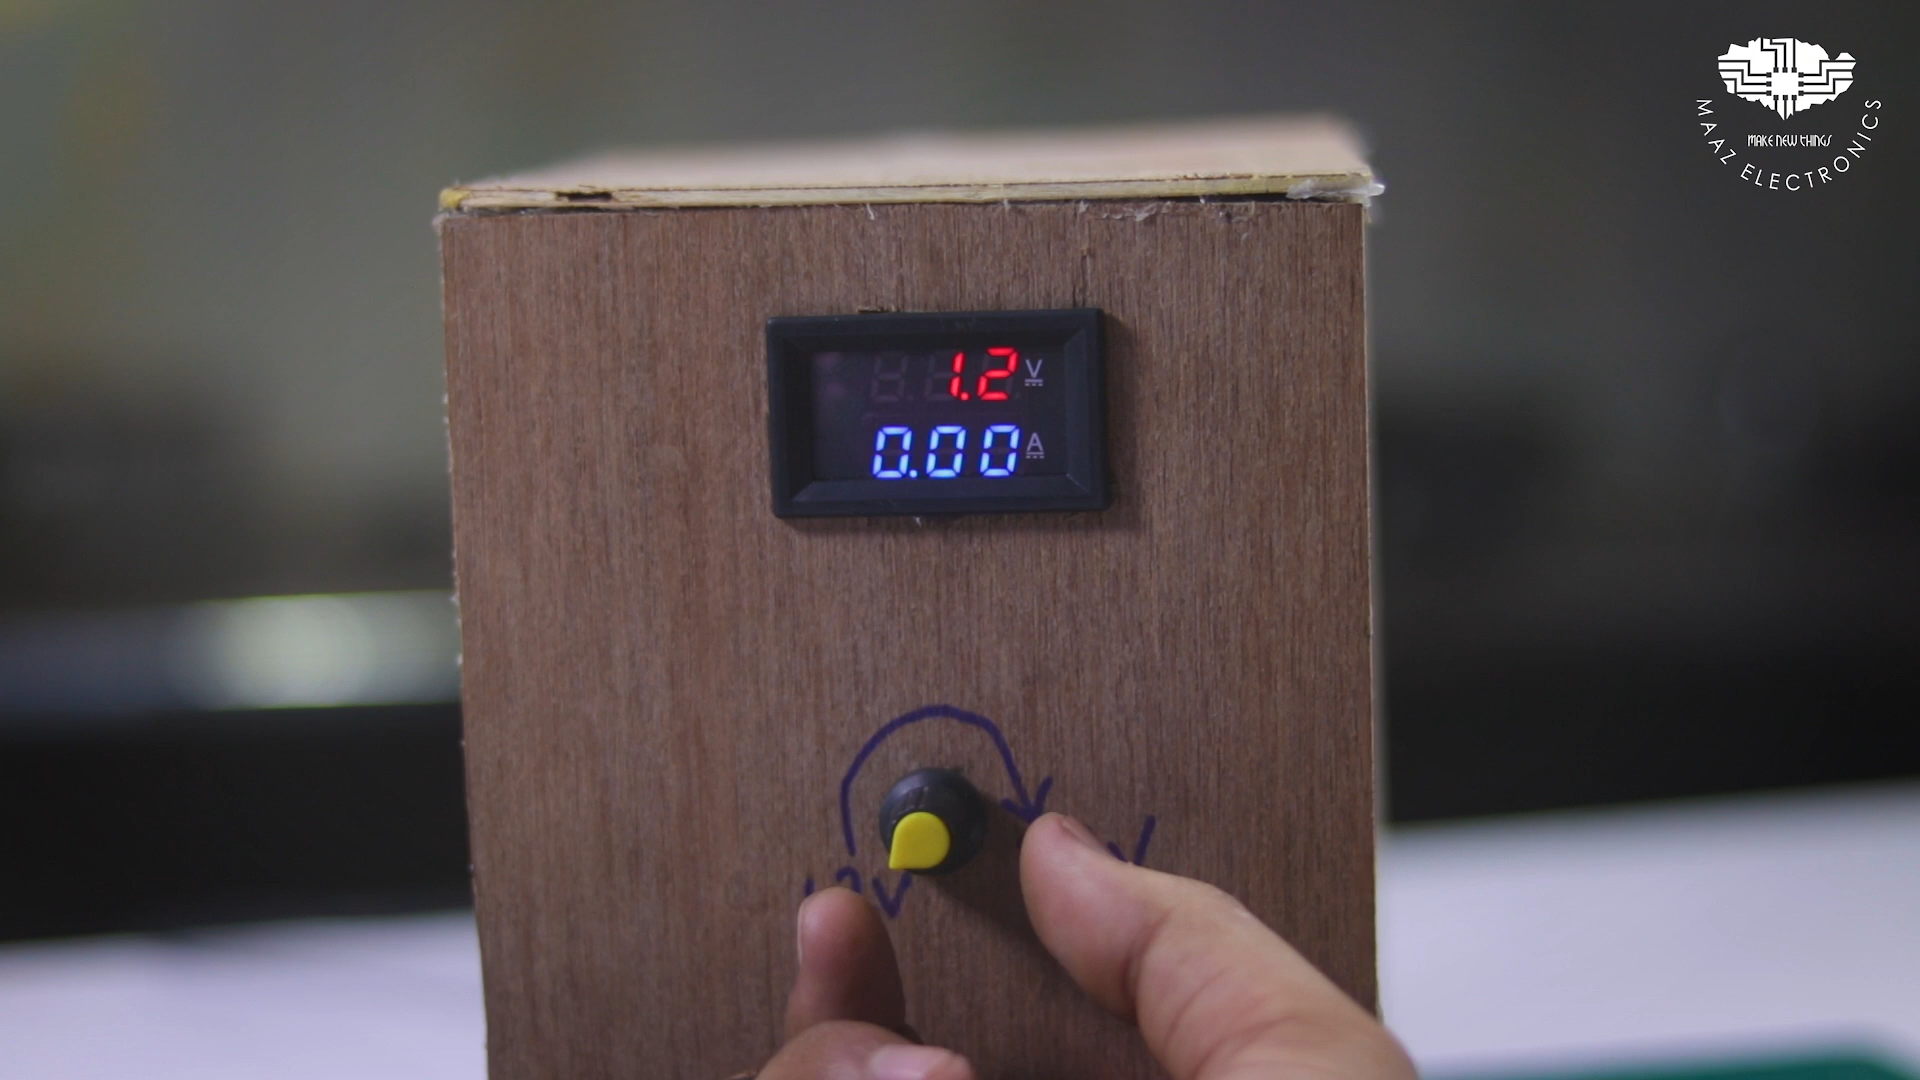 MAKE NEW THINGS
MAAZ ELECTRONICS
1.2 V
0.00 A
V